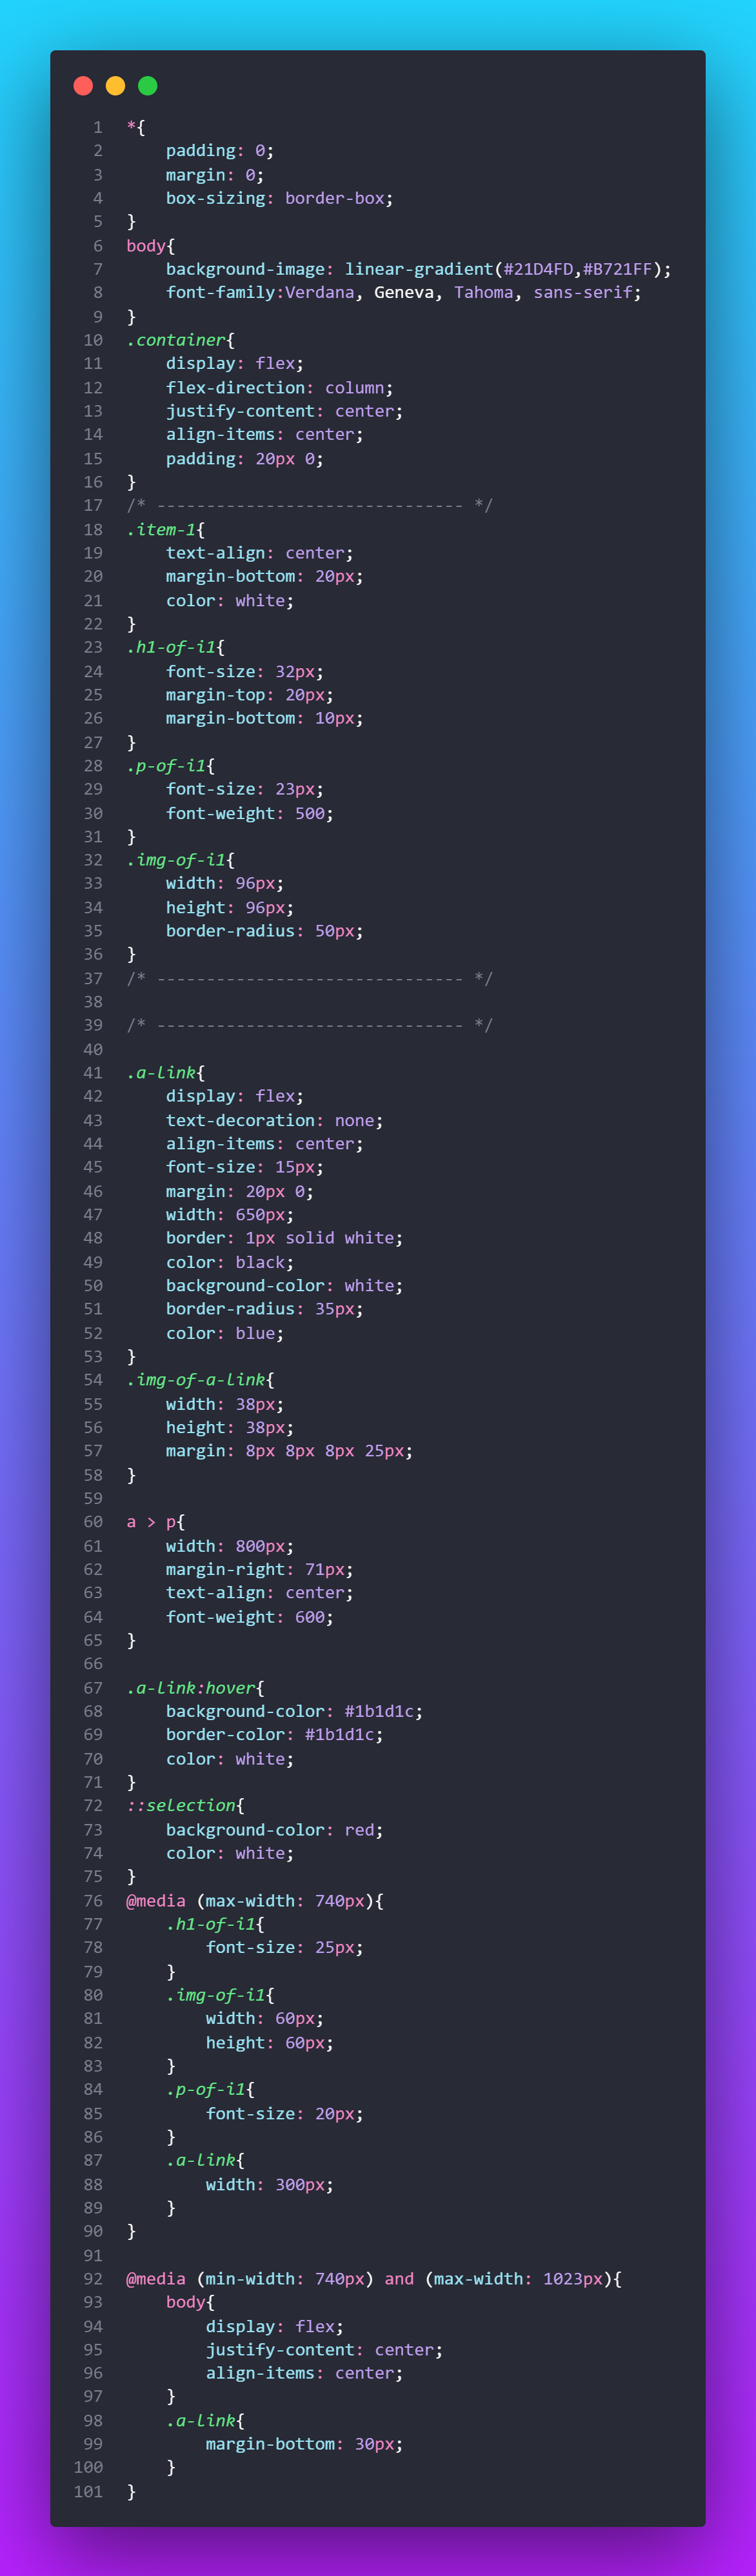 1 *{
2     padding: 0;
3     margin: 0;
4     box-sizing: border-box;
5 }
6 body{
7     background-image: linear-gradient(#21D4FD,#B721FF);
8     font-family:Verdana, Geneva, Tahoma, sans-serif;
9 }
10 .container{
11     display: flex;
12     flex-direction: column;
13     justify-content: center;
14     align-items: center;
15     padding: 20px 0;
16 }
17 /* ------------------------------- */
18 .item-1{
19     text-align: center;
20     margin-bottom: 20px;
21     color: white;
22 }
23 .h1-of-i1{
24     font-size: 32px;
25     margin-top: 20px;
26     margin-bottom: 10px;
27 }
28 .p-of-i1{
29     font-size: 23px;
30     font-weight: 500;
31 }
32 .img-of-i1{
33     width: 96px;
34     height: 96px;
35     border-radius: 50px;
36 }
37 /* ------------------------------- */
38
39 /* ------------------------------- */
40
41 .a-link{
42     display: flex;
43     text-decoration: none;
44     align-items: center;
45     font-size: 15px;
46     margin: 20px 0;
47     width: 650px;
48     border: 1px solid white;
49     color: black;
50     background-color: white;
51     border-radius: 35px;
52     color: blue;
53 }
54 .img-of-a-link{
55     width: 38px;
56     height: 38px;
57     margin: 8px 8px 8px 25px;
58 }
59
60 a > p{
61     width: 800px;
62     margin-right: 71px;
63     text-align: center;
64     font-weight: 600;
65 }
66
67 .a-link:hover{
68     background-color: #1b1d1c;
69     border-color: #1b1d1c;
70     color: white;
71 }
72 ::selection{
73     background-color: red;
74     color: white;
75 }
76 @media (max-width: 740px){
77     .h1-of-i1{
78         font-size: 25px;
79     }
80     .img-of-i1{
81         width: 60px;
82         height: 60px;
83     }
84     .p-of-i1{
85         font-size: 20px;
86     }
87     .a-link{
88         width: 300px;
89     }
90 }
91
92 @media (min-width: 740px) and (max-width: 1023px){
93     body{
94         display: flex;
95         justify-content: center;
96         align-items: center;
97     }
98     .a-link{
99         margin-bottom: 30px;
100     }
101 }